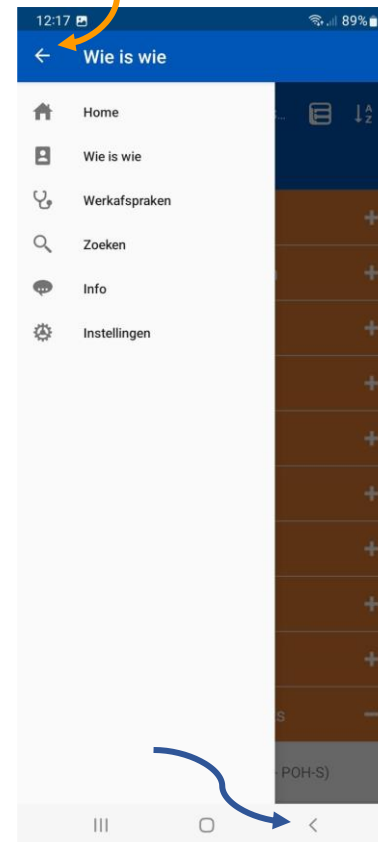 12:17 89%
Wie is wie
Home
Wie is wie
Werkafspraken
Zoeken
Info
Instellingen
POH-S)